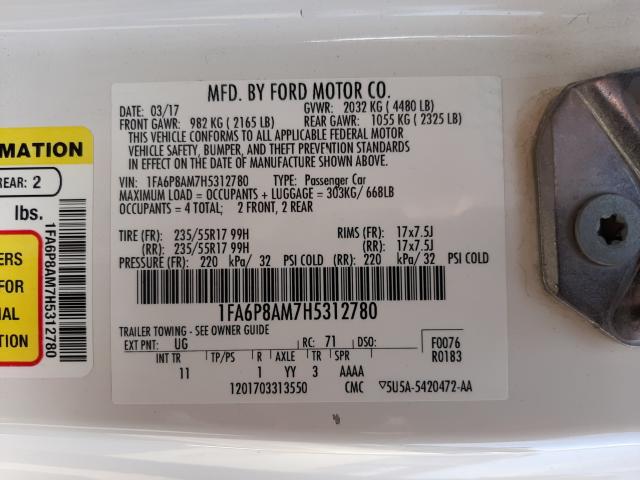 MFD. BY FORD MOTOR CO.
DATE: 03/17 GVWR: 2032 KG ( 4480 LB)
FRONT GAWR: 982 KG ( 2165 LB) REAR GAWR: 1055 KG ( 2325 LB)
THIS VEHICLE CONFORMS TO ALL APPLICABLE FEDERAL MOTOR
VEHICLE SAFETY, BUMPER, AND THEFT PREVENTION STANDARDS
IN EFFECT ON THE DATE OF MANUFACTURE SHOWN ABOVE.
VIN: 1FA6P8AM7H5312780 TYPE: Passenger Car
MAXIMUM LOAD = OCCUPANTS + LUGGAGE = 303KG/ 668LB
OCCUPANTS = 4 TOTAL; 2 FRONT, 2 REAR
TIRE (FR): 235/55R17 99H RIMS (FR): 17x7.5J
(RR): 235/55R17 99H (RR): 17x7.5J
PRESSURE (FR): 220 kPa/ 32 PSI COLD (RR): 220 kPa/ 32 PSI COLD
1FA6P8AM7H5312780
TRAILER TOWING - SEE OWNER GUIDE
EXT PNT: UG RC: 71 DSO:
F0076
R0183
INT TR TP/PS R AXLE TR SPR
11 1 YY 3 AAAA
1201703313550 CMC ▽5U5A-5420472-AA
RMATION
REAR: 2
lbs.
ERS
FOR
NAL
ION
1FA6P8AM7H5312780